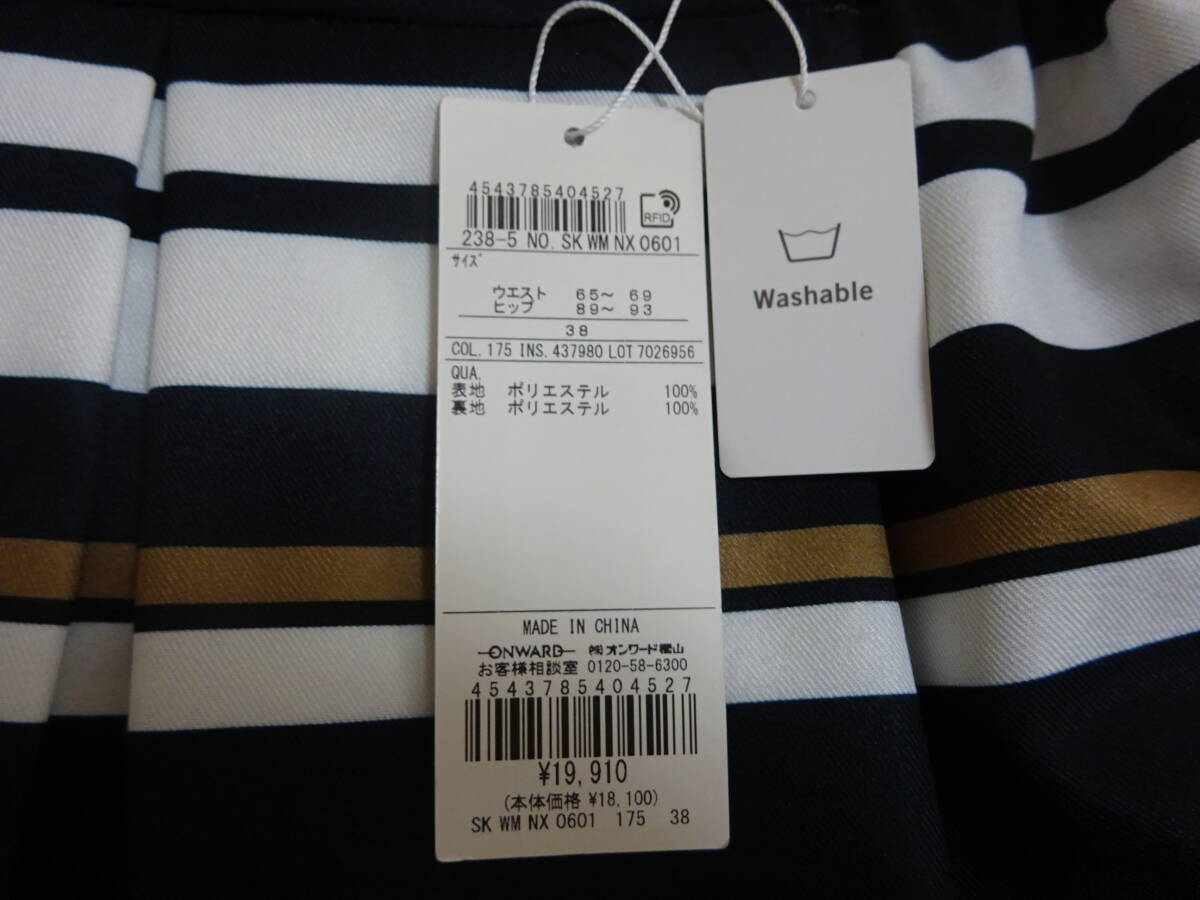 4543785404527
RFID
238-5 NO. SK WM NX 0601
サイズ
ウエスト 65〜 69
ヒップ 89〜 93
38
COL. 175 INS. 437980 LOT 7026956
QUA.
表地 ポリエステル 100%
裏地 ポリエステル 100%
MADE IN CHINA
ONWARD ㈱オンワード樫山
お客様相談室 0120-58-6300
4543785404527
¥19,910
(本体価格 ¥18,100)
SK WM NX 0601 175 38
Washable